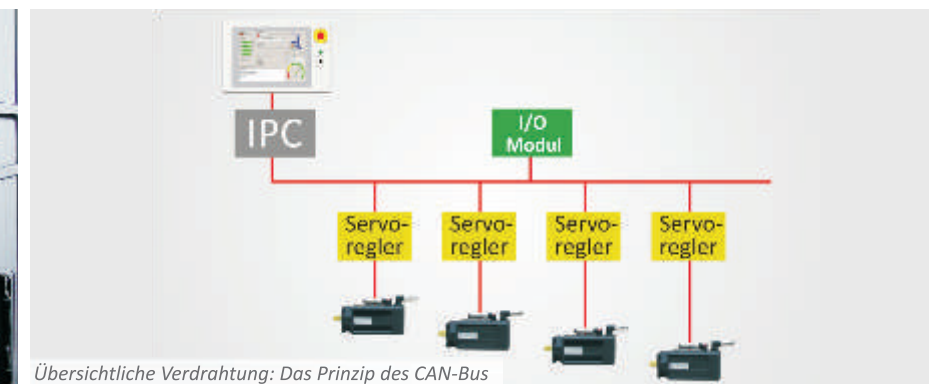 IPC
I/O
Modul
Servo-
regler
Servo-
regler
Servo-
regler
Servo-
regler
Übersichtliche Verdrahtung: Das Prinzip des CAN-Bus